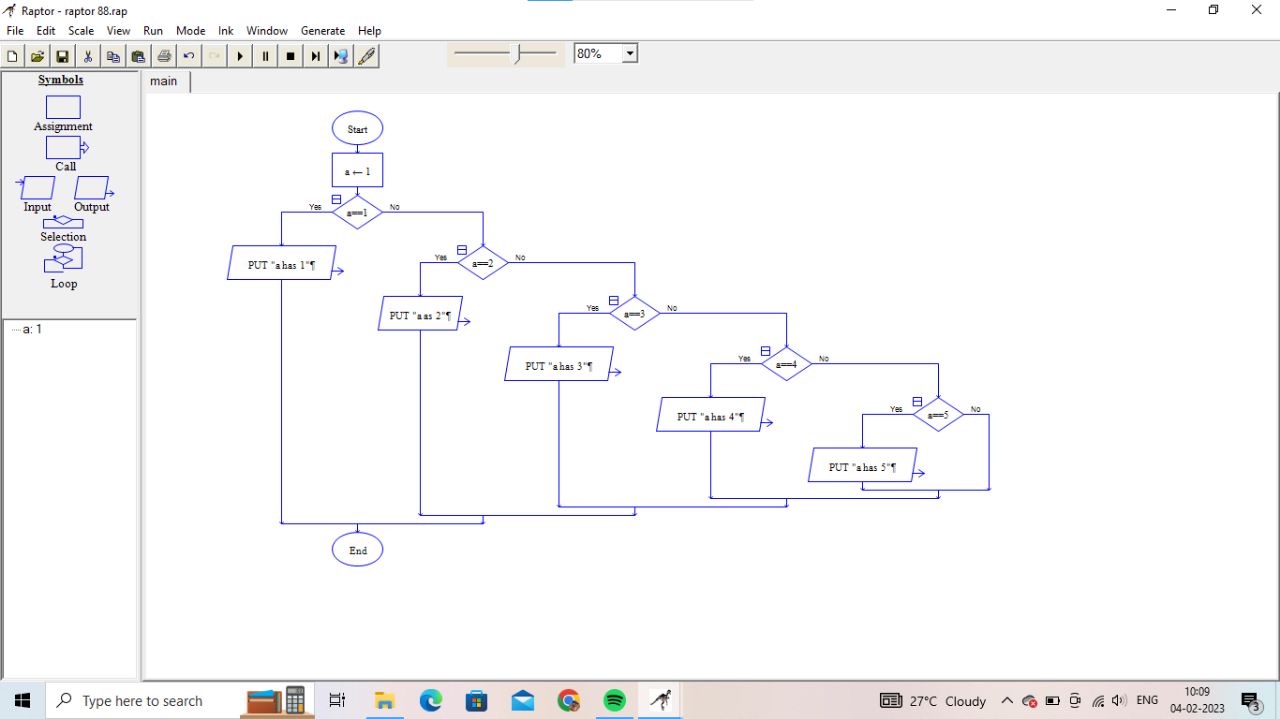 Raptor - raptor 88.rap
File Edit Scale View Run Mode Ink Window Generate Help
80%
Symbols
main
Assignment
Call
Input Output
Selection
Loop
a: 1
Start
a ← 1
Yes a==1 No
PUT "a has 1"¶
Yes a==2 No
PUT "a as 2"¶
Yes a==3 No
PUT "a has 3"¶
Yes a==4 No
PUT "a has 4"¶
Yes a==5 No
PUT "a has 5"¶
End
Type here to search
27°C Cloudy
ENG
10:09
04-02-2023
3